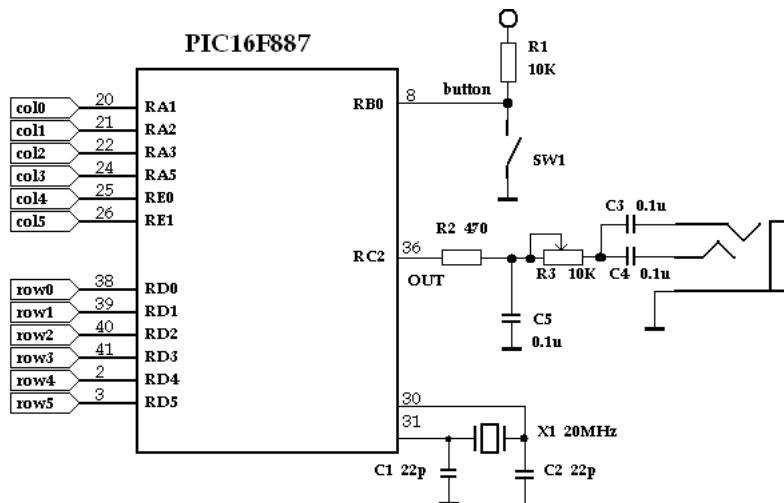 PIC16F887
R1
10K
col0 20 RA1
col1 21 RA2
col2 22 RA3
col3 24 RA5
col4 25 RE0
col5 26 RE1
RB0 8 button
SW1
C3 0.1u
R2 470
RC2 36
OUT
R3 10K
C4 0.1u
C5
0.1u
row0 38 RD0
row1 39 RD1
row2 40 RD2
row3 41 RD3
row4 2 RD4
row5 3 RD5
30
31
X1 20MHz
C1 22p
C2 22p